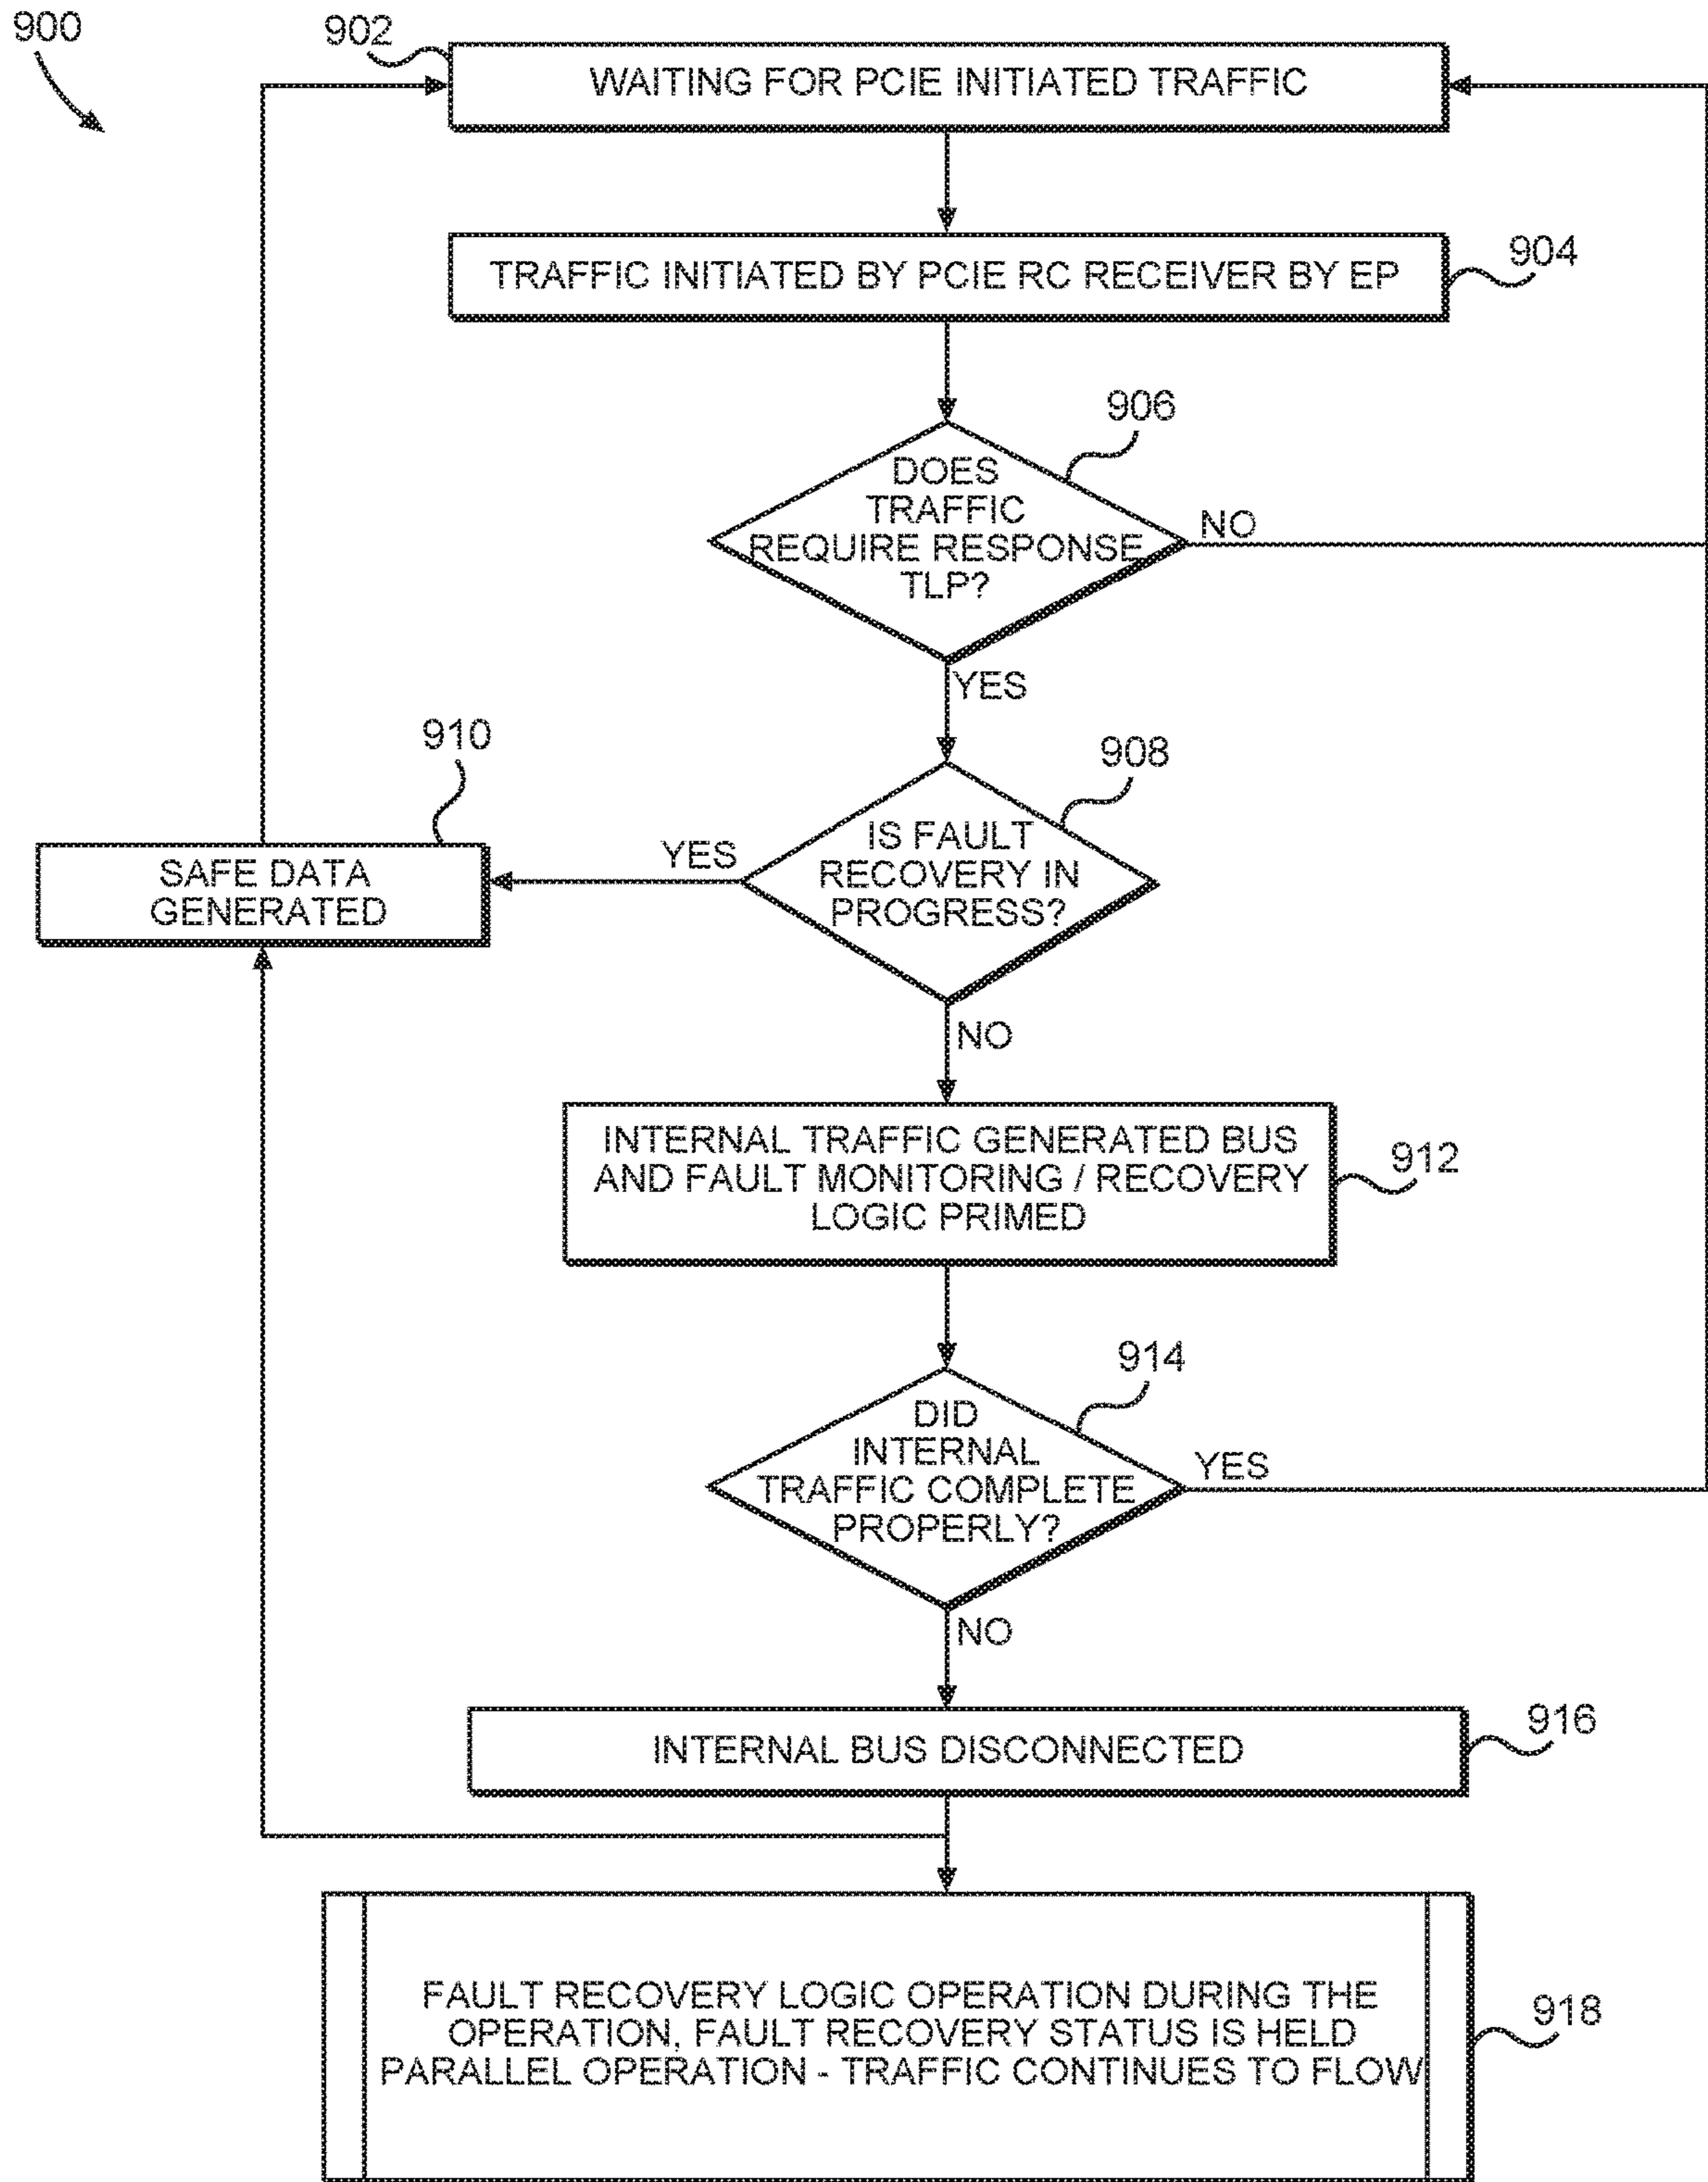 900
902
WAITING FOR PCIE INITIATED TRAFFIC
TRAFFIC INITIATED BY PCIE RC RECEIVER BY EP
904
906
DOES
TRAFFIC
REQUIRE RESPONSE
TLP?
NO
YES
908
910
IS FAULT
RECOVERY IN
PROGRESS?
YES
SAFE DATA
GENERATED
NO
INTERNAL TRAFFIC GENERATED BUS
AND FAULT MONITORING / RECOVERY
LOGIC PRIMED
912
914
DID
INTERNAL
TRAFFIC COMPLETE
PROPERLY?
YES
NO
INTERNAL BUS DISCONNECTED
916
FAULT RECOVERY LOGIC OPERATION DURING THE
OPERATION, FAULT RECOVERY STATUS IS HELD
PARALLEL OPERATION - TRAFFIC CONTINUES TO FLOW
918